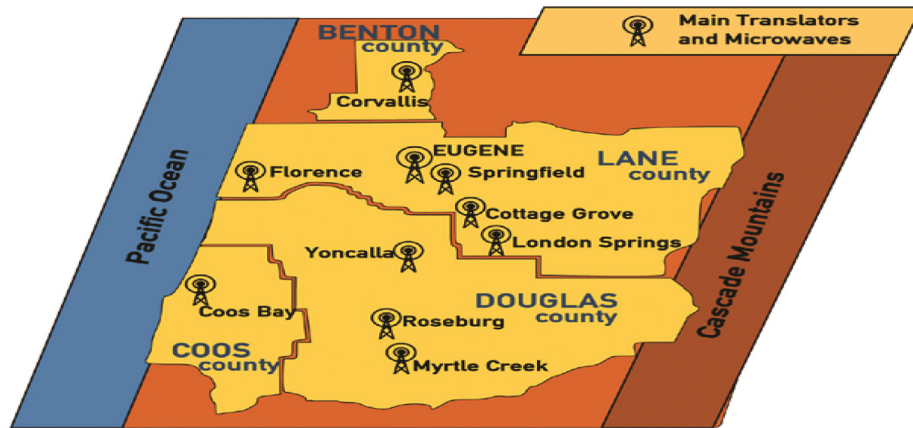 Main Translators
and Microwaves
BENTON
county
Corvallis
EUGENE
Springfield
LANE
county
Florence
Cottage Grove
London Springs
Yoncalla
DOUGLAS
county
Coos Bay
Roseburg
COOS
county
Myrtle Creek
Pacific Ocean
Cascade Mountains